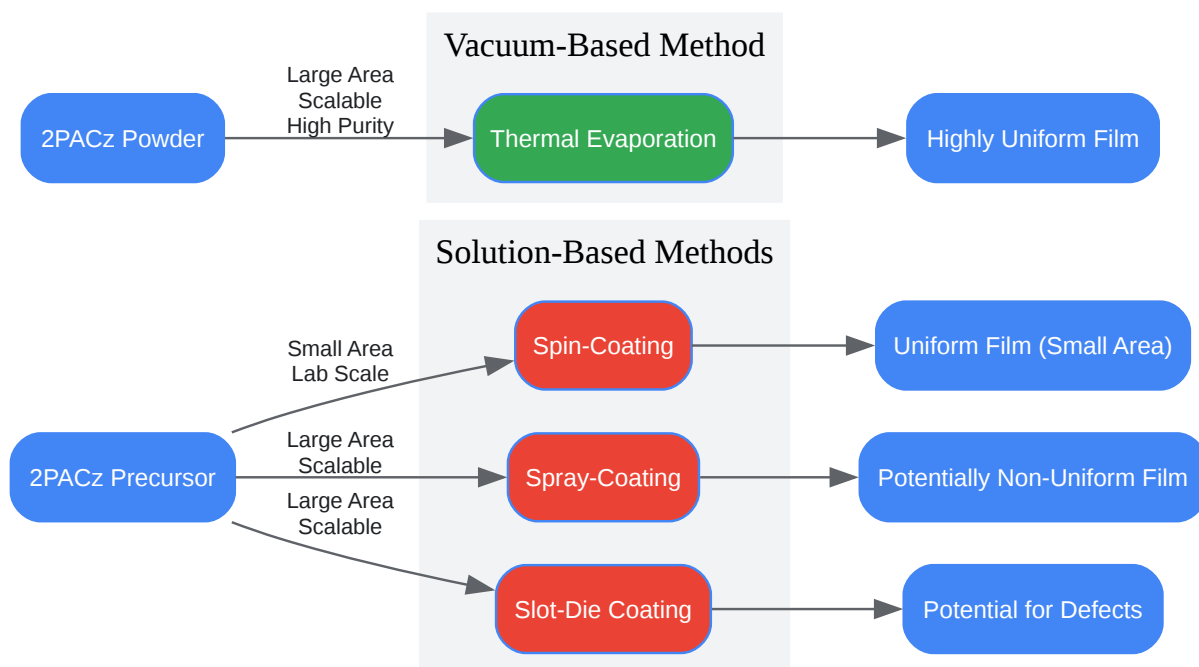 Vacuum-Based Method
Large Area
Scalable
High Purity
2PACz Powder
Thermal Evaporation
Highly Uniform Film
Solution-Based Methods
Small Area
Lab Scale
Spin-Coating
Uniform Film (Small Area)
2PACz Precursor
Large Area
Scalable
Spray-Coating
Potentially Non-Uniform Film
Large Area
Scalable
Slot-Die Coating
Potential for Defects